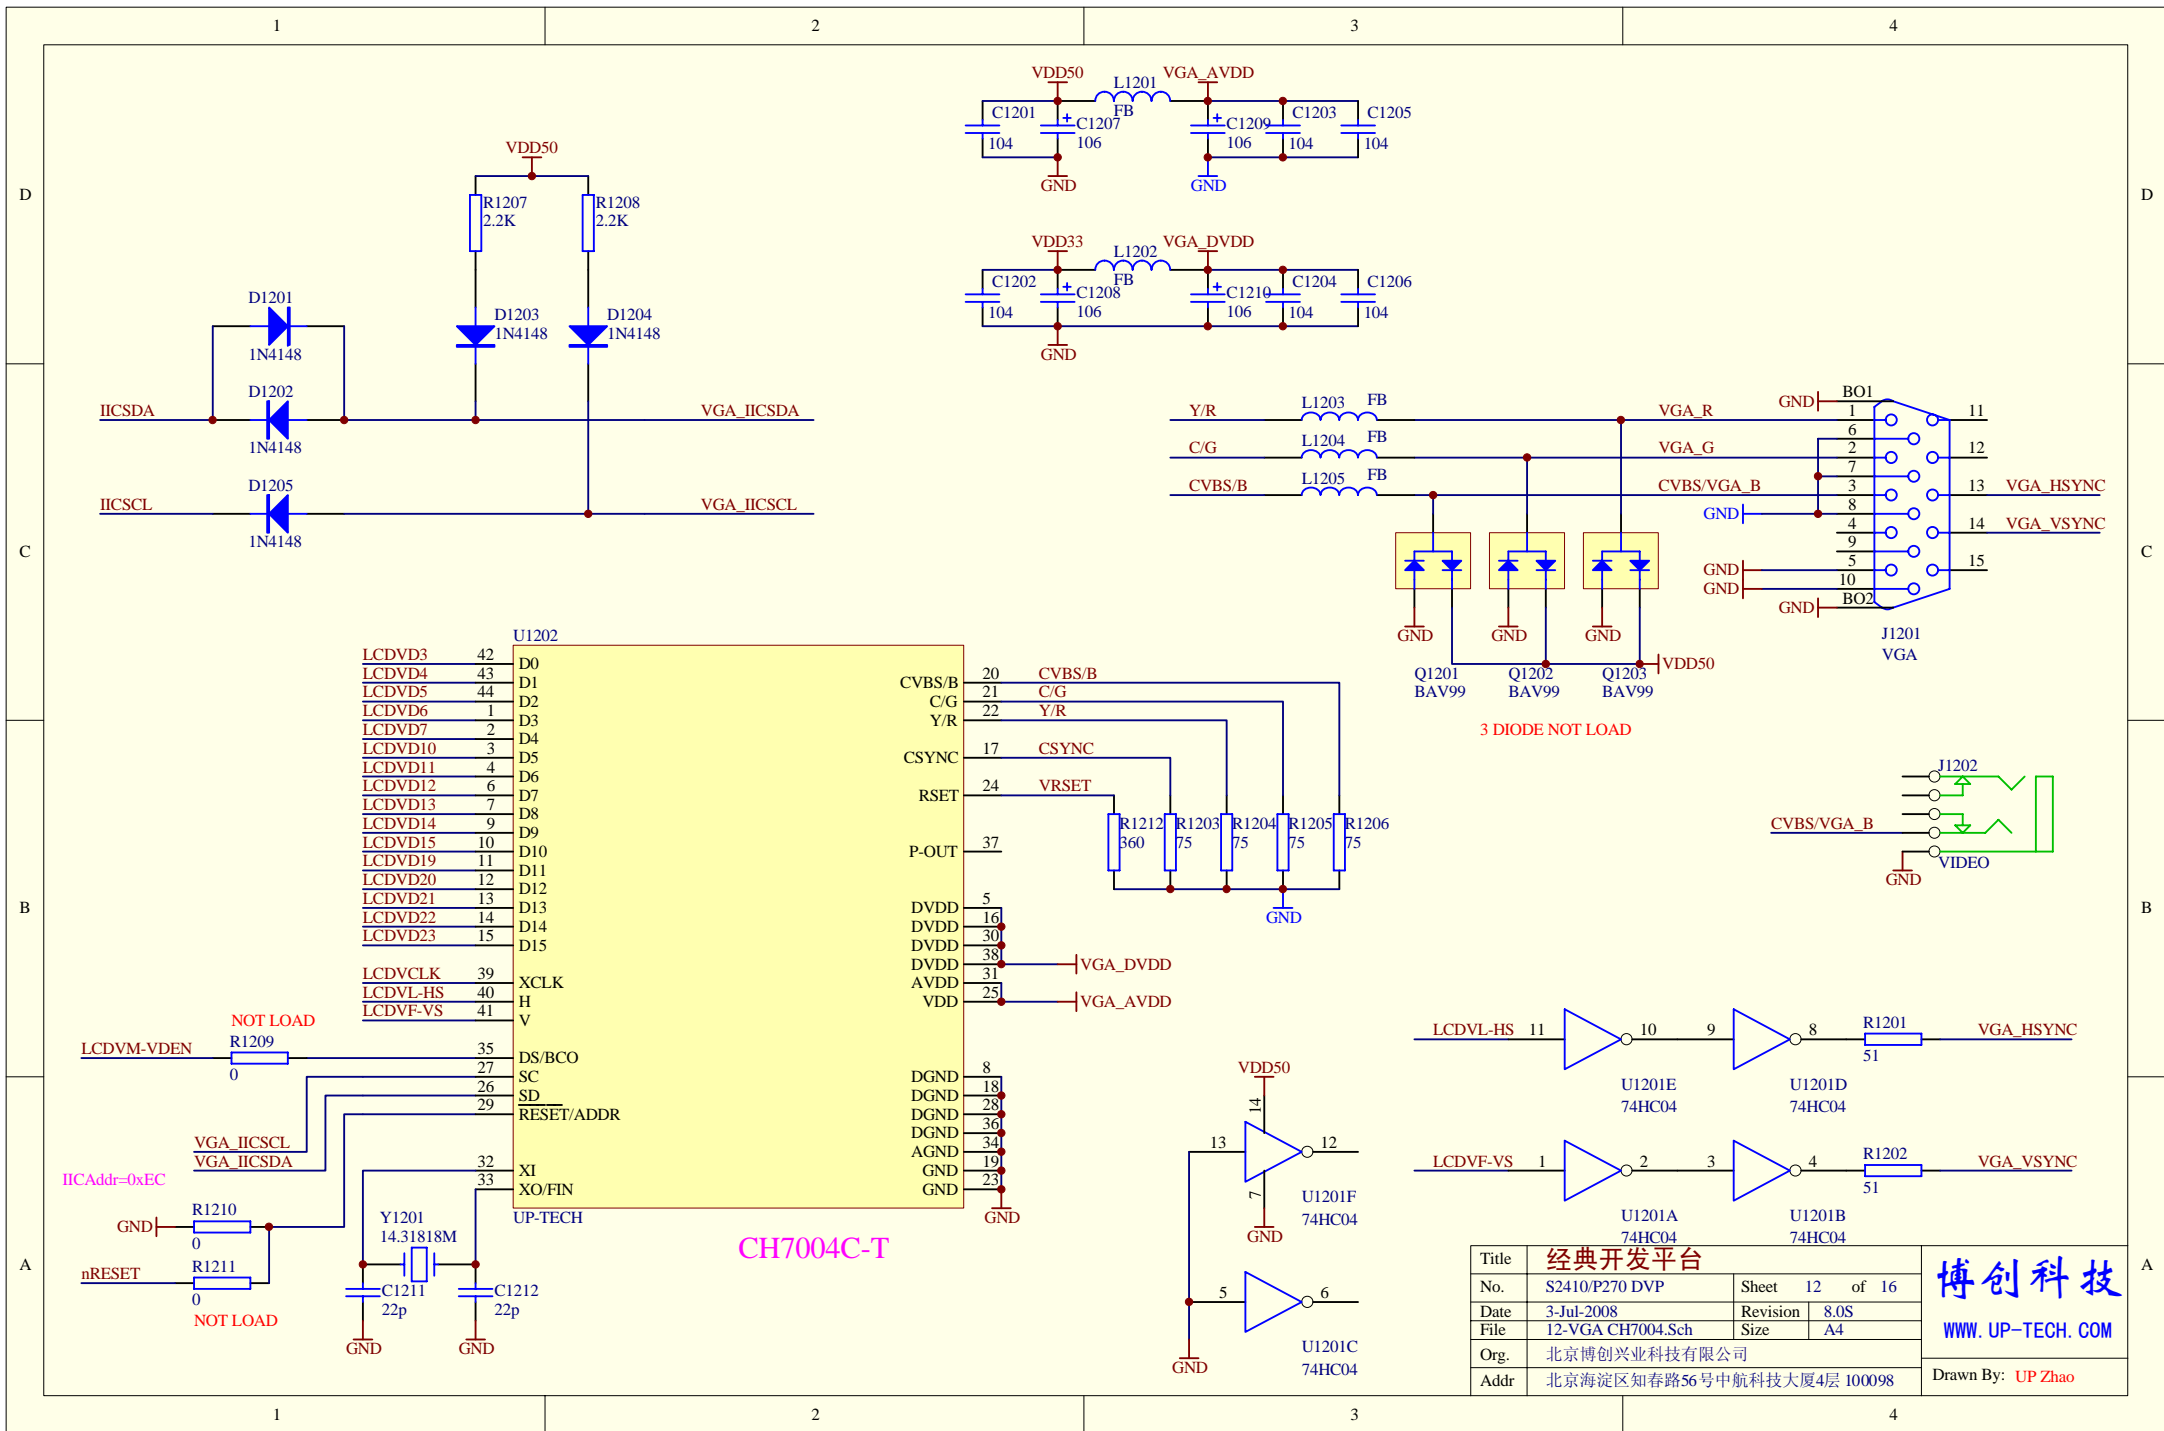 1
2
3
4
D
C
B
A
D
C
B
A
VDD50
L1201
FB
VGA_AVDD
C1201
104
C1207
106
C1209
106
C1203
104
C1205
104
GND
GND
VDD33
L1202
FB
VGA_DVDD
C1202
104
C1208
106
C1210
106
C1204
104
C1206
104
GND
VDD50
R1207
2.2K
R1208
2.2K
D1201
1N4148
D1203
1N4148
D1204
1N4148
D1202
1N4148
IICSDA
VGA_IICSDA
D1205
1N4148
IICSCL
VGA_IICSCL
Y/R
L1203
FB
VGA_R
C/G
L1204
FB
VGA_G
CVBS/B
L1205
FB
CVBS/VGA_B
GND
BO1
1
6
2
7
3
8
4
9
5
10
BO2
GND
GND
GND
GND
11
12
13
VGA_HSYNC
14
VGA_VSYNC
15
J1201
VGA
GND
GND
GND
VDD50
Q1201
BAV99
Q1202
BAV99
Q1203
BAV99
3 DIODE NOT LOAD
J1202
CVBS/VGA_B
VIDEO
GND
U1202
LCDVD3 42 D0
LCDVD4 43 D1
LCDVD5 44 D2
LCDVD6 1 D3
LCDVD7 2 D4
LCDVD10 3 D5
LCDVD11 4 D6
LCDVD12 6 D7
LCDVD13 7 D8
LCDVD14 9 D9
LCDVD15 10 D10
LCDVD19 11 D11
LCDVD20 12 D12
LCDVD21 13 D13
LCDVD22 14 D14
LCDVD23 15 D15
LCDVCLK 39 XCLK
LCDVL-HS 40 H
LCDVF-VS 41 V
NOT LOAD
LCDVM-VDEN
R1209
0
35 DS/BCO
27 SC
26 SD
29 RESET/ADDR
VGA_IICSCL
VGA_IICSDA
IICAddr=0xEC
32 XI
33 XO/FIN
GND
R1210
0
nRESET
R1211
0
NOT LOAD
Y1201
14.31818M
C1211
22p
C1212
22p
GND
GND
UP-TECH
CH7004C-T
CVBS/B 20 CVBS/B
C/G 21 C/G
Y/R 22 Y/R
CSYNC 17 CSYNC
RSET 24 VRSET
P-OUT 37
R1212
360
R1203
75
R1204
75
R1205
75
R1206
75
GND
DVDD 5
DVDD 16
DVDD 30
DVDD 38
VGA_DVDD
AVDD 31
VDD 25
VGA_AVDD
DGND 8
DGND 18
DGND 28
DGND 36
AGND 34
GND 19
GND 23
GND
VDD50
14
13
12
7
GND
U1201F
74HC04
5
6
U1201C
74HC04
GND
LCDVL-HS 11
10
9
8
R1201
51
VGA_HSYNC
U1201E
74HC04
U1201D
74HC04
LCDVF-VS 1
2
3
4
R1202
51
VGA_VSYNC
U1201A
74HC04
U1201B
74HC04
Title 经典开发平台
No. S2410/P270 DVP Sheet 12 of 16
Date 3-Jul-2008 Revision 8.0S
File 12-VGA CH7004.Sch Size A4
Org. 北京博创兴业科技有限公司
Addr 北京海淀区知春路56号中航科技大厦4层 100098
博创科技
WWW.UP-TECH.COM
Drawn By: UP Zhao
1
2
3
4